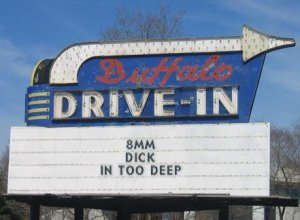 Buffalo
DRIVE-IN
8MM
DICK
IN TOO DEEP